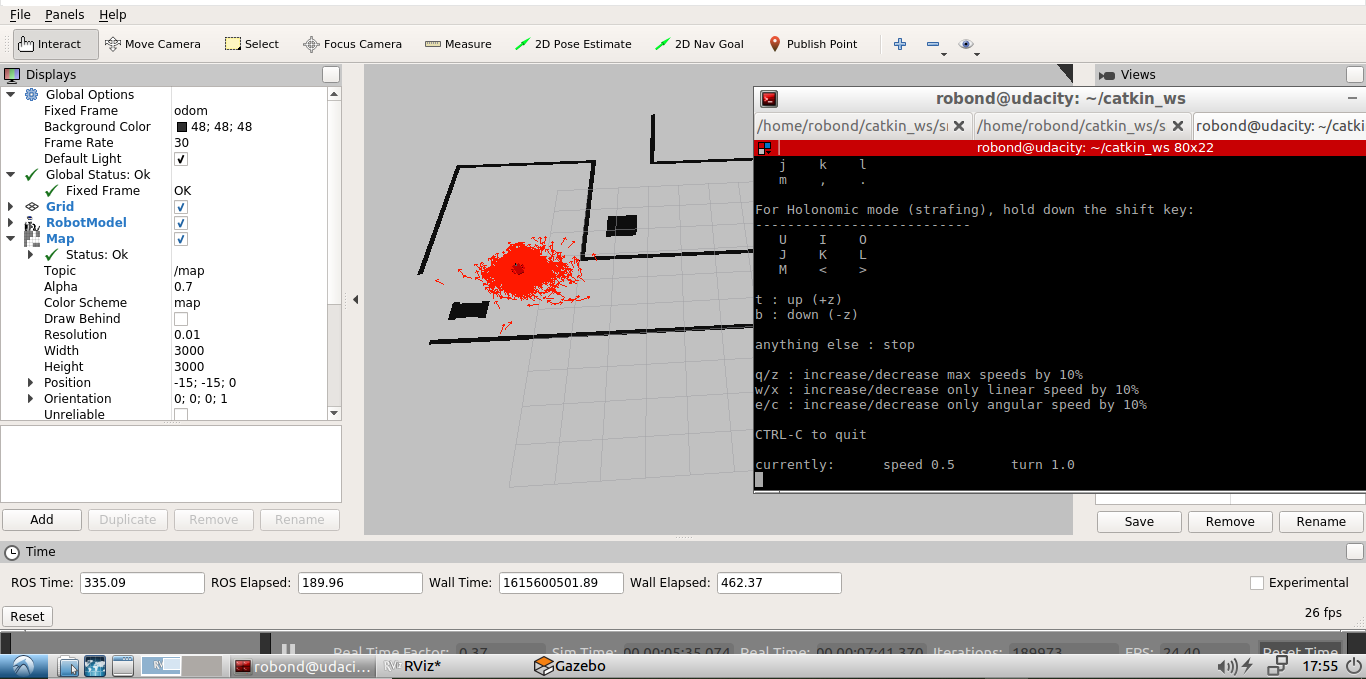 File Panels Help
Interact Move Camera Select Focus Camera Measure 2D Pose Estimate 2D Nav Goal Publish Point
Displays
Global Options
Fixed Frame odom
Background Color 48; 48; 48
Frame Rate 30
Default Light
Global Status: Ok
Fixed Frame OK
Grid
RobotModel
Map
Status: Ok
Topic /map
Alpha 0.7
Color Scheme map
Draw Behind
Resolution 0.01
Width 3000
Height 3000
Position -15; -15; 0
Orientation 0; 0; 0; 1
Unreliable
Add Duplicate Remove Rename
Views
robond@udacity: ~/catkin_ws
/home/robond/catkin_ws/s /home/robond/catkin_ws/s robond@udacity: ~/catki
robond@udacity: ~/catkin_ws 80x22
j k l
m , .
For Holonomic mode (strafing), hold down the shift key:
---------------------------
U I O
J K L
M < >
t : up (+z)
b : down (-z)
anything else : stop
q/z : increase/decrease max speeds by 10%
w/x : increase/decrease only linear speed by 10%
e/c : increase/decrease only angular speed by 10%
CTRL-C to quit
currently: speed 0.5 turn 1.0
Save Remove Rename
Time
ROS Time: 335.09 ROS Elapsed: 189.96 Wall Time: 1615600501.89 Wall Elapsed: 462.37 Experimental
Reset 26 fps
Real Time Factor: 0.37 Sim Time: 00 00:05:35.074 Real Time: 00 00:07:41.370 Iterations: 189973 FPS: 24.40 Reset Time
robond@udaci... RViz* Gazebo 17:55